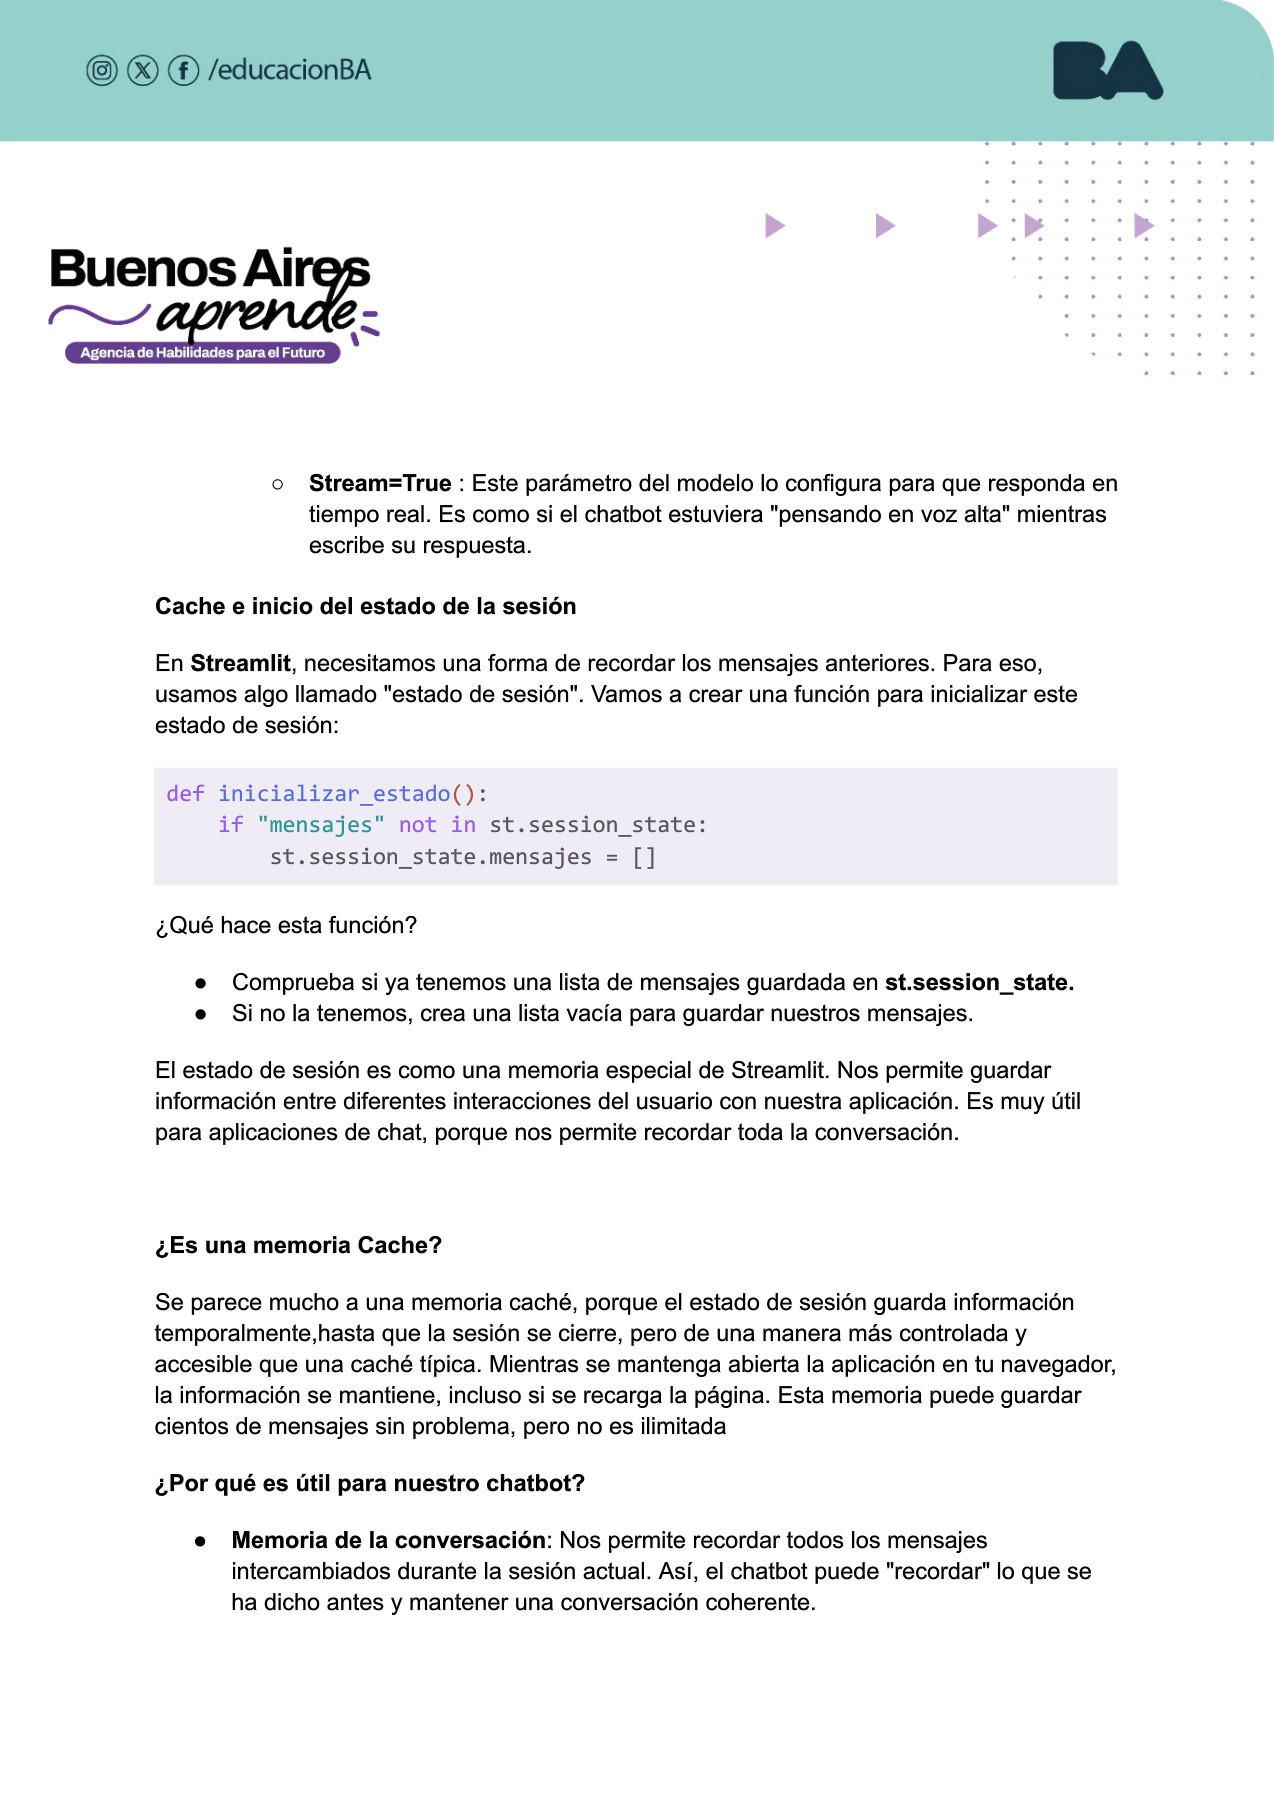 /educacionBA
BA
Buenos Aires
aprende
Agencia de Habilidades para el Futuro
○ Stream=True : Este parámetro del modelo lo configura para que responda en
tiempo real. Es como si el chatbot estuviera "pensando en voz alta" mientras
escribe su respuesta.
Cache e inicio del estado de la sesión
En Streamlit, necesitamos una forma de recordar los mensajes anteriores. Para eso,
usamos algo llamado "estado de sesión". Vamos a crear una función para inicializar este
estado de sesión:
def inicializar_estado():
    if "mensajes" not in st.session_state:
        st.session_state.mensajes = []
¿Qué hace esta función?
● Comprueba si ya tenemos una lista de mensajes guardada en st.session_state.
● Si no la tenemos, crea una lista vacía para guardar nuestros mensajes.
El estado de sesión es como una memoria especial de Streamlit. Nos permite guardar
información entre diferentes interacciones del usuario con nuestra aplicación. Es muy útil
para aplicaciones de chat, porque nos permite recordar toda la conversación.
¿Es una memoria Cache?
Se parece mucho a una memoria caché, porque el estado de sesión guarda información
temporalmente,hasta que la sesión se cierre, pero de una manera más controlada y
accesible que una caché típica. Mientras se mantenga abierta la aplicación en tu navegador,
la información se mantiene, incluso si se recarga la página. Esta memoria puede guardar
cientos de mensajes sin problema, pero no es ilimitada
¿Por qué es útil para nuestro chatbot?
● Memoria de la conversación: Nos permite recordar todos los mensajes
intercambiados durante la sesión actual. Así, el chatbot puede "recordar" lo que se
ha dicho antes y mantener una conversación coherente.